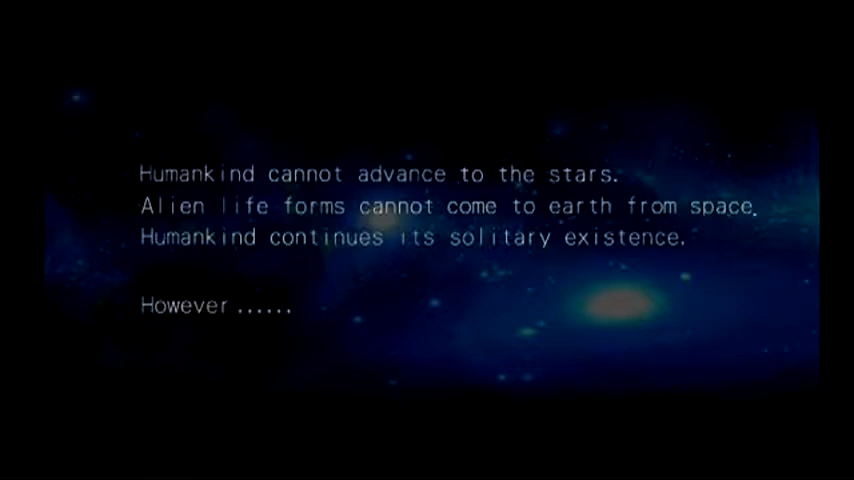 Humankind cannot advance to the stars.
Alien life forms cannot come to earth from space.
Humankind continues its solitary existence.
However......